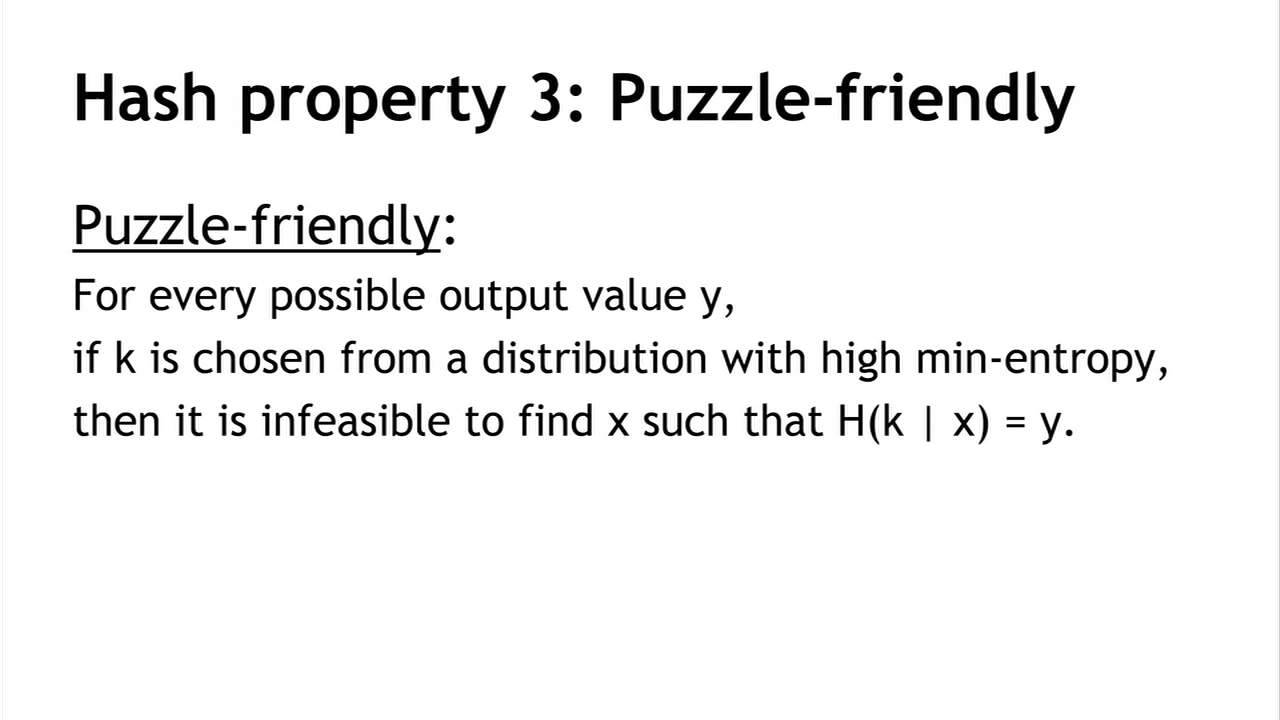 Hash property 3: Puzzle-friendly
Puzzle-friendly:
For every possible output value y,
if k is chosen from a distribution with high min-entropy,
then it is infeasible to find x such that H(k | x) = y.